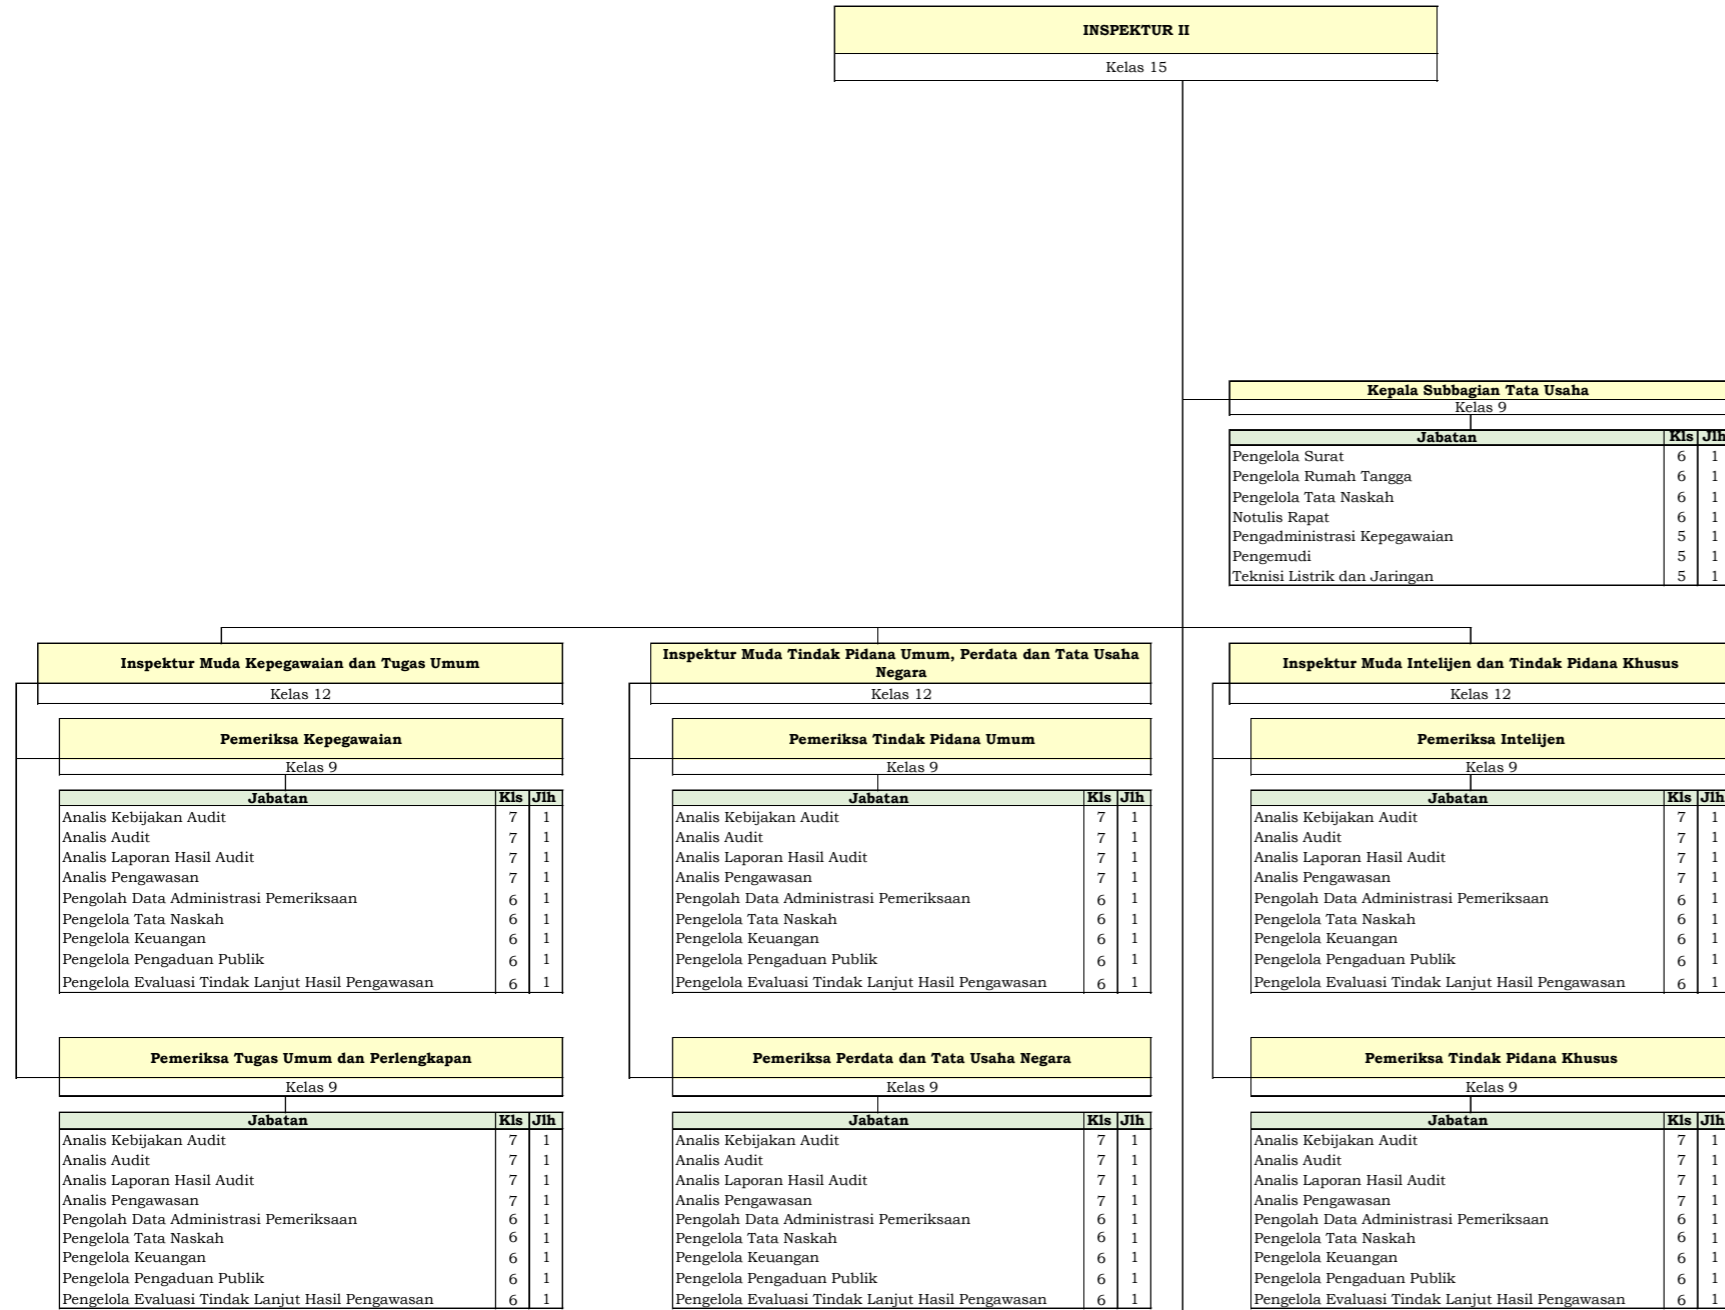 INSPEKTUR II
Kelas 15
Kepala Subbagian Tata Usaha
Kelas 9
Jabatan Kls Jlh
Pengelola Surat 6 1
Pengelola Rumah Tangga 6 1
Pengelola Tata Naskah 6 1
Notulis Rapat 6 1
Pengadministrasi Kepegawaian 5 1
Pengemudi 5 1
Teknisi Listrik dan Jaringan 5 1
Inspektur Muda Kepegawaian dan Tugas Umum
Kelas 12
Pemeriksa Kepegawaian
Kelas 9
Jabatan Kls Jlh
Analis Kebijakan Audit 7 1
Analis Audit 7 1
Analis Laporan Hasil Audit 7 1
Analis Pengawasan 7 1
Pengolah Data Administrasi Pemeriksaan 6 1
Pengelola Tata Naskah 6 1
Pengelola Keuangan 6 1
Pengelola Pengaduan Publik 6 1
Pengelola Evaluasi Tindak Lanjut Hasil Pengawasan 6 1
Pemeriksa Tugas Umum dan Perlengkapan
Kelas 9
Jabatan Kls Jlh
Analis Kebijakan Audit 7 1
Analis Audit 7 1
Analis Laporan Hasil Audit 7 1
Analis Pengawasan 7 1
Pengolah Data Administrasi Pemeriksaan 6 1
Pengelola Tata Naskah 6 1
Pengelola Keuangan 6 1
Pengelola Pengaduan Publik 6 1
Pengelola Evaluasi Tindak Lanjut Hasil Pengawasan 6 1
Inspektur Muda Tindak Pidana Umum, Perdata dan Tata Usaha
Negara
Kelas 12
Pemeriksa Tindak Pidana Umum
Kelas 9
Jabatan Kls Jlh
Analis Kebijakan Audit 7 1
Analis Audit 7 1
Analis Laporan Hasil Audit 7 1
Analis Pengawasan 7 1
Pengolah Data Administrasi Pemeriksaan 6 1
Pengelola Tata Naskah 6 1
Pengelola Keuangan 6 1
Pengelola Pengaduan Publik 6 1
Pengelola Evaluasi Tindak Lanjut Hasil Pengawasan 6 1
Pemeriksa Perdata dan Tata Usaha Negara
Kelas 9
Jabatan Kls Jlh
Analis Kebijakan Audit 7 1
Analis Audit 7 1
Analis Laporan Hasil Audit 7 1
Analis Pengawasan 7 1
Pengolah Data Administrasi Pemeriksaan 6 1
Pengelola Tata Naskah 6 1
Pengelola Keuangan 6 1
Pengelola Pengaduan Publik 6 1
Pengelola Evaluasi Tindak Lanjut Hasil Pengawasan 6 1
Inspektur Muda Intelijen dan Tindak Pidana Khusus
Kelas 12
Pemeriksa Intelijen
Kelas 9
Jabatan Kls Jlh
Analis Kebijakan Audit 7 1
Analis Audit 7 1
Analis Laporan Hasil Audit 7 1
Analis Pengawasan 7 1
Pengolah Data Administrasi Pemeriksaan 6 1
Pengelola Tata Naskah 6 1
Pengelola Keuangan 6 1
Pengelola Pengaduan Publik 6 1
Pengelola Evaluasi Tindak Lanjut Hasil Pengawasan 6 1
Pemeriksa Tindak Pidana Khusus
Kelas 9
Jabatan Kls Jlh
Analis Kebijakan Audit 7 1
Analis Audit 7 1
Analis Laporan Hasil Audit 7 1
Analis Pengawasan 7 1
Pengolah Data Administrasi Pemeriksaan 6 1
Pengelola Tata Naskah 6 1
Pengelola Keuangan 6 1
Pengelola Pengaduan Publik 6 1
Pengelola Evaluasi Tindak Lanjut Hasil Pengawasan 6 1